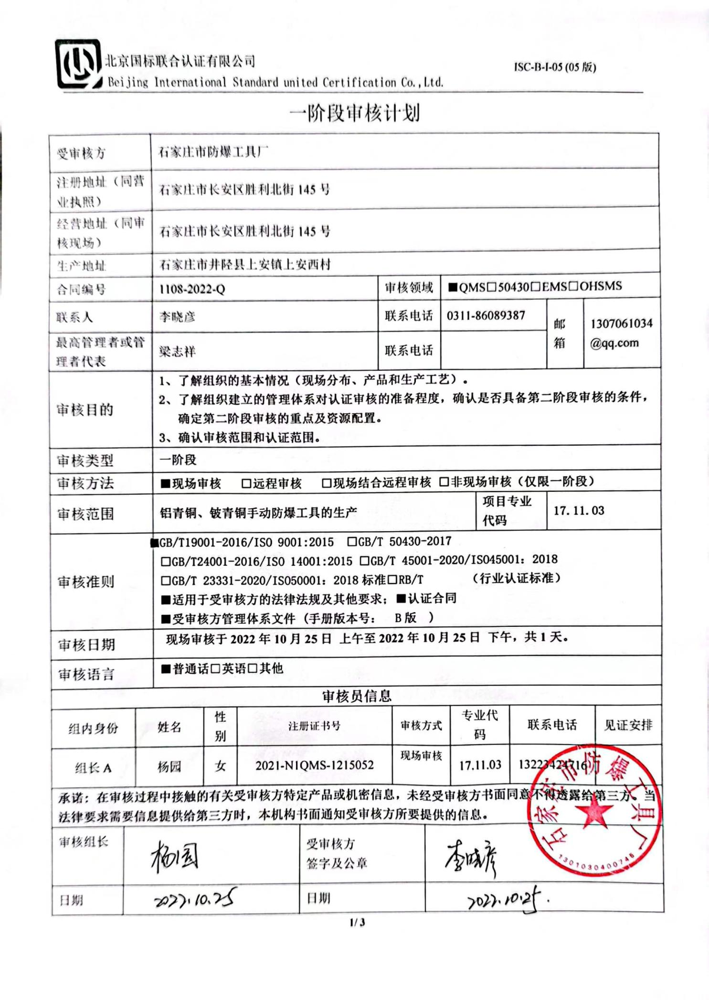 北京国标联合认证有限公司
Beijing International Standard united Certification Co.,Ltd.
ISC-B-I-05 (05 版)
一阶段审核计划
受审核方 石家庄市防爆工具厂
注册地址（同营业执照） 石家庄市长安区胜利北街 145 号
经营地址（同审核现场） 石家庄市长安区胜利北街 145 号
生产地址 石家庄市井陉县上安镇上安西村
合同编号 1108-2022-Q 审核领域 ■QMS□50430□EMS□OHSMS
联系人 李晓彦 联系电话 0311-86089387 邮箱 1307061034@qq.com
最高管理者或管理者代表 梁志祥 联系电话
审核目的
1、了解组织的基本情况（现场分布、产品和生产工艺）。
2、了解组织建立的管理体系对认证审核的准备程度，确认是否具备第二阶段审核的条件，
确定第二阶段审核的重点及资源配置。
3、确认审核范围和认证范围。
审核类型 一阶段
审核方法 ■现场审核 □远程审核 □现场结合远程审核 □非现场审核（仅限一阶段）
审核范围 铝青铜、铍青铜手动防爆工具的生产 项目专业代码 17.11.03
审核准则
■GB/T19001-2016/ISO 9001:2015 □GB/T 50430-2017
□GB/T24001-2016/ISO 14001:2015 □GB/T 45001-2020/ISO45001：2018
□GB/T 23331-2020/ISO50001：2018 标准□RB/T （行业认证标准）
■适用于受审核方的法律法规及其他要求；■认证合同
■受审核方管理体系文件（手册版本号： B 版 ）
审核日期 现场审核于 2022 年 10 月 25 日 上午至 2022 年 10 月 25 日 下午，共 1 天。
审核语言 ■普通话□英语□其他
审核员信息
组内身份 姓名 性别 注册证书号 审核方式 专业代码 联系电话 见证安排
组长 A 杨园 女 2021-N1QMS-1215052 现场审核 17.11.03 13223424716
承诺：在审核过程中接触的有关受审核方特定产品或机密信息，未经受审核方书面同意不得透露给第三方。当
法律要求需要信息提供给第三方时，本机构书面通知受审核方所要提供的信息。
审核组长 杨园 受审核方
签字及公章 李晓彦
日期 2022.10.25 日期 2022.10.25.
石家庄市防爆工具厂
1301030400746
1/ 3